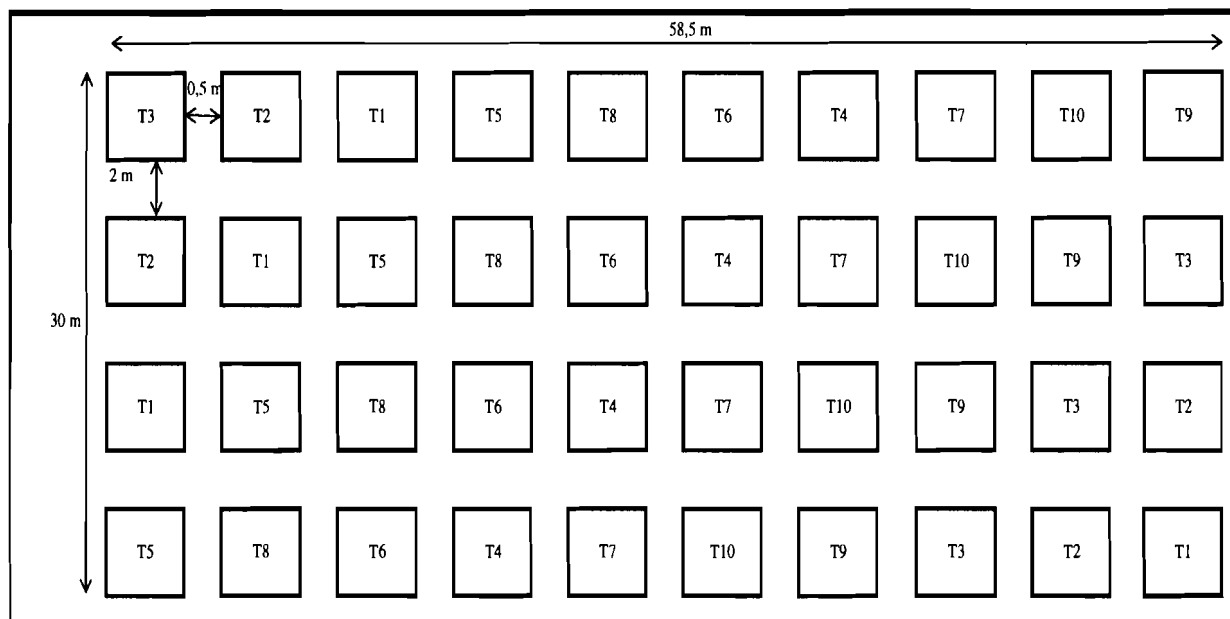 58,5 m
0,5 m
T3 T2 T1 T5 T8 T6 T4 T7 T10 T9
2 m
T2 T1 T5 T8 T6 T4 T7 T10 T9 T3
30 m
T1 T5 T8 T6 T4 T7 T10 T9 T3 T2
T5 T8 T6 T4 T7 T10 T9 T3 T2 T1